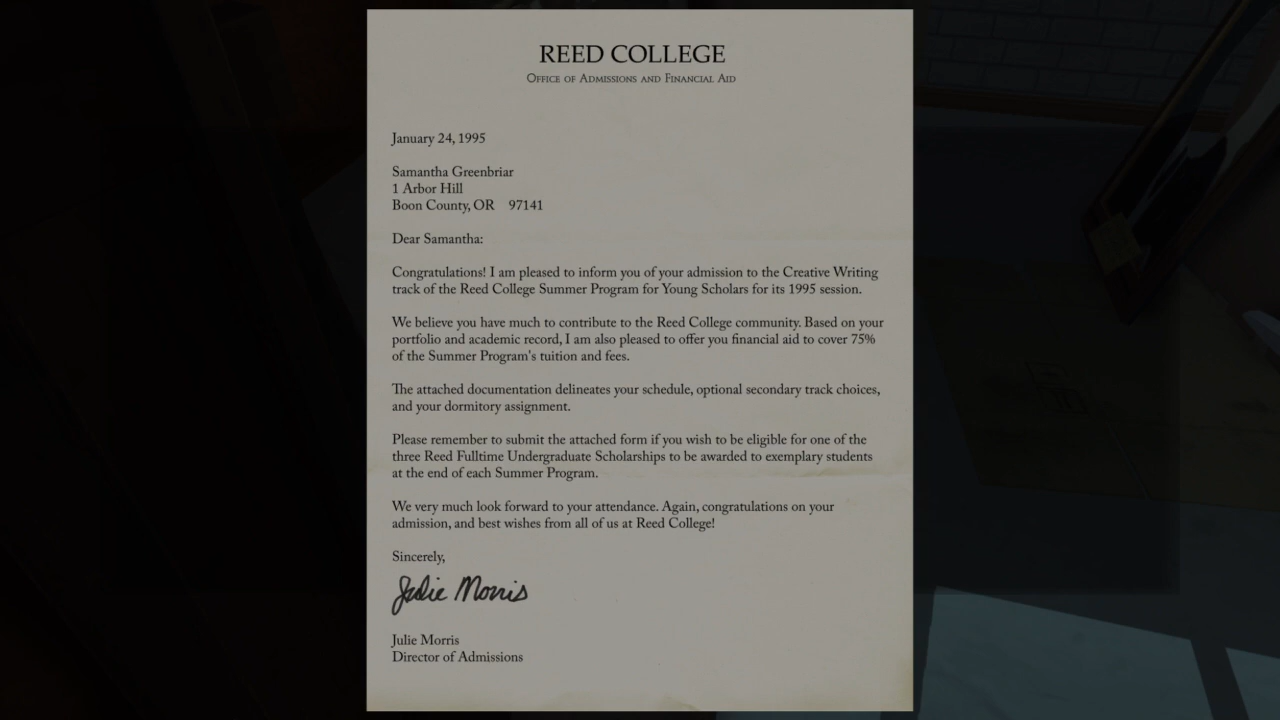 REED COLLEGE
Office of Admissions and Financial Aid
January 24, 1995
Samantha Greenbriar
1 Arbor Hill
Boon County, OR 97141
Dear Samantha:
Congratulations! I am pleased to inform you of your admission to the Creative Writing
track of the Reed College Summer Program for Young Scholars for its 1995 session.
We believe you have much to contribute to the Reed College community. Based on your
portfolio and academic record, I am also pleased to offer you financial aid to cover 75%
of the Summer Program's tuition and fees.
The attached documentation delineates your schedule, optional secondary track choices,
and your dormitory assignment.
Please remember to submit the attached form if you wish to be eligible for one of the
three Reed Fulltime Undergraduate Scholarships to be awarded to exemplary students
at the end of each Summer Program.
We very much look forward to your attendance. Again, congratulations on your
admission, and best wishes from all of us at Reed College!
Sincerely,
Julie Morris
Julie Morris
Director of Admissions